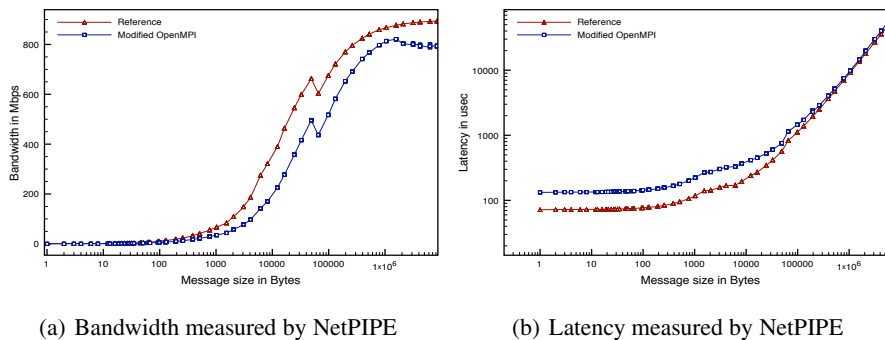 Reference
Modified OpenMPI
800
600
400
200
0
Bandwidth in Mbps
1
10
100
1000
10000
100000
1×10⁶
Message size in Bytes
(a) Bandwidth measured by NetPIPE
Reference
Modified OpenMPI
10000
1000
100
Latency in usec
1
10
100
1000
10000
100000
1×10⁶
Message size in Bytes
(b) Latency measured by NetPIPE